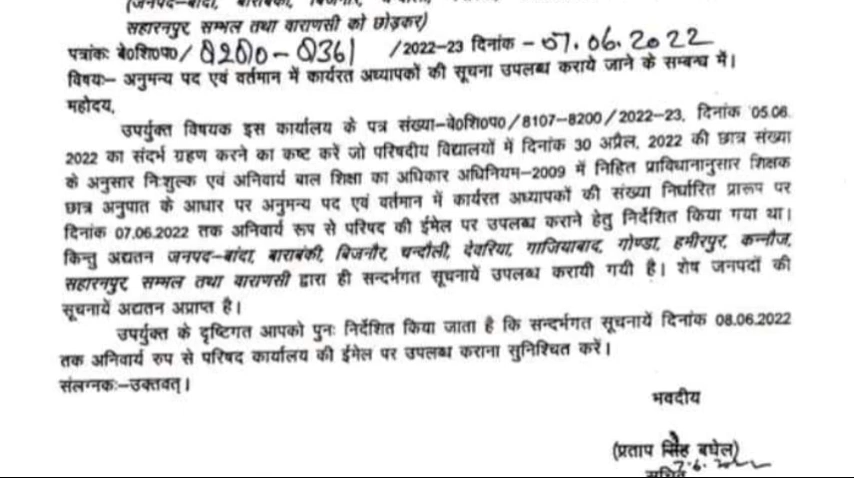 (जनपद–बांदा, बाराबंकी, बिजनौर,
सहारनपुर, सम्भल तथा वाराणसी को छोड़कर)
पत्रांकः बे0शि0प0/ 8280-8361 /2022-23 दिनांक - 07.06.2022
विषयः– अनुमन्य पद एवं वर्तमान में कार्यरत अध्यापकों की सूचना उपलब्ध कराये जाने के सम्बन्ध में।
महोदय,
उपर्युक्त विषयक इस कार्यालय के पत्र संख्या–बे0शि0प0/8107–8200/2022–23, दिनांक 05.06.
2022 का संदर्भ ग्रहण करने का कष्ट करें जो परिषदीय विद्यालयों में दिनांक 30 अप्रैल, 2022 की छात्र संख्या
के अनुसार निःशुल्क एवं अनिवार्य बाल शिक्षा का अधिकार अधिनियम–2009 में निहित प्राविधानानुसार शिक्षक
छात्र अनुपात के आधार पर अनुमन्य पद एवं वर्तमान में कार्यरत अध्यापकों की संख्या निर्धारित प्रारूप पर
दिनांक 07.06.2022 तक अनिवार्य रूप से परिषद की ईमेल पर उपलब्ध कराने हेतु निर्देशित किया गया था।
किन्तु अद्यतन जनपद–बांदा, बाराबंकी, बिजनौर, चन्दौली, देवरिया, गाजियाबाद, गोण्डा, हमीरपुर, कन्नौज,
सहारनपुर, सम्भल तथा वाराणसी द्वारा ही सन्दर्भगत सूचनायें उपलब्ध करायी गयी है। शेष जनपदों की
सूचनायें अद्यतन अप्राप्त है।
उपर्युक्त के दृष्टिगत आपको पुनः निर्देशित किया जाता है कि सन्दर्भगत सूचनायें दिनांक 08.06.2022
तक अनिवार्य रुप से परिषद कार्यालय की ईमेल पर उपलब्ध कराना सुनिश्चित करें।
संलग्नकः–उक्तवत्।
भवदीय
(प्रताप सिंह बघेल)
सचिव 7.6.2022